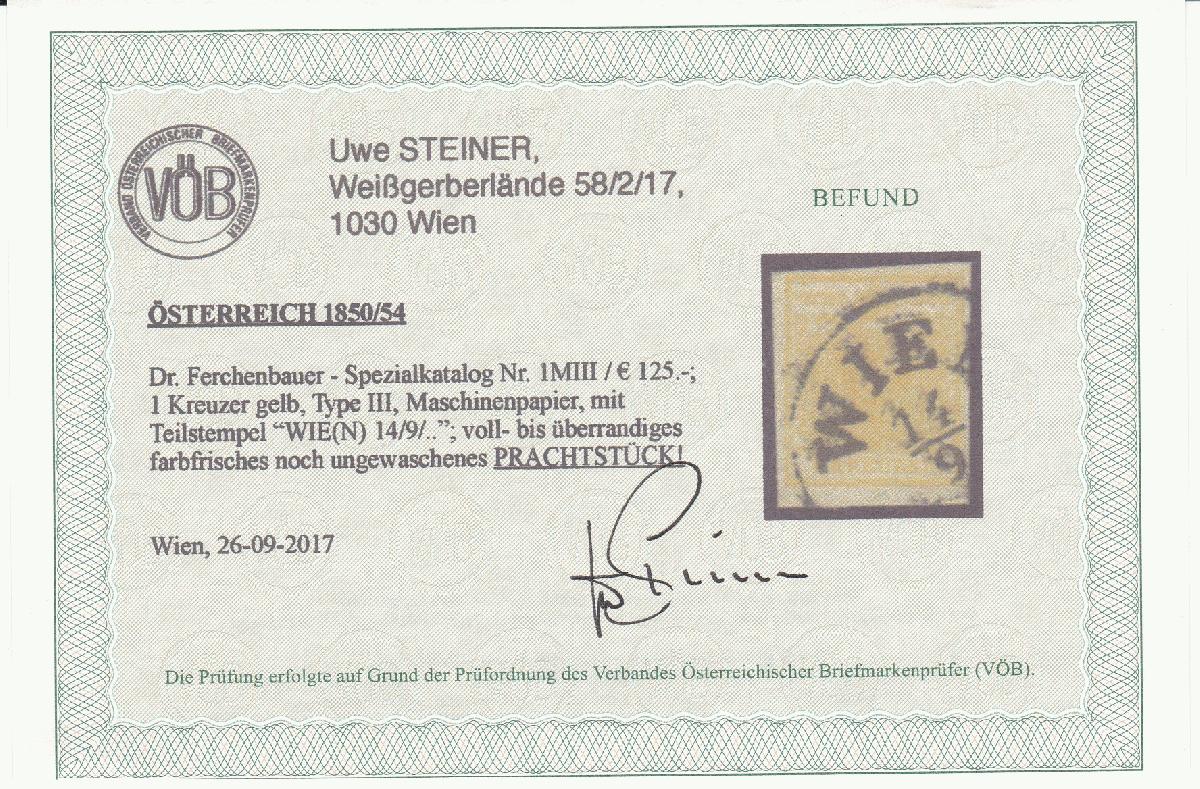 VERBAND ÖSTERREICHISCHER BRIEFMARKENPRÜFER
VÖB
Uwe STEINER,
Weißgerberlände 58/2/17,
1030 Wien
BEFUND
ÖSTERREICH 1850/54
WIEN
14/9
Dr. Ferchenbauer - Spezialkatalog Nr. 1MIII / € 125.-;
1 Kreuzer gelb, Type III, Maschinenpapier, mit
Teilstempel “WIE(N) 14/9/..”; voll- bis überrandiges
farbfrisches noch ungewaschenes PRACHTSTÜCK!
Wien, 26-09-2017
Die Prüfung erfolgte auf Grund der Prüfordnung des Verbandes Österreichischer Briefmarkenprüfer (VÖB).